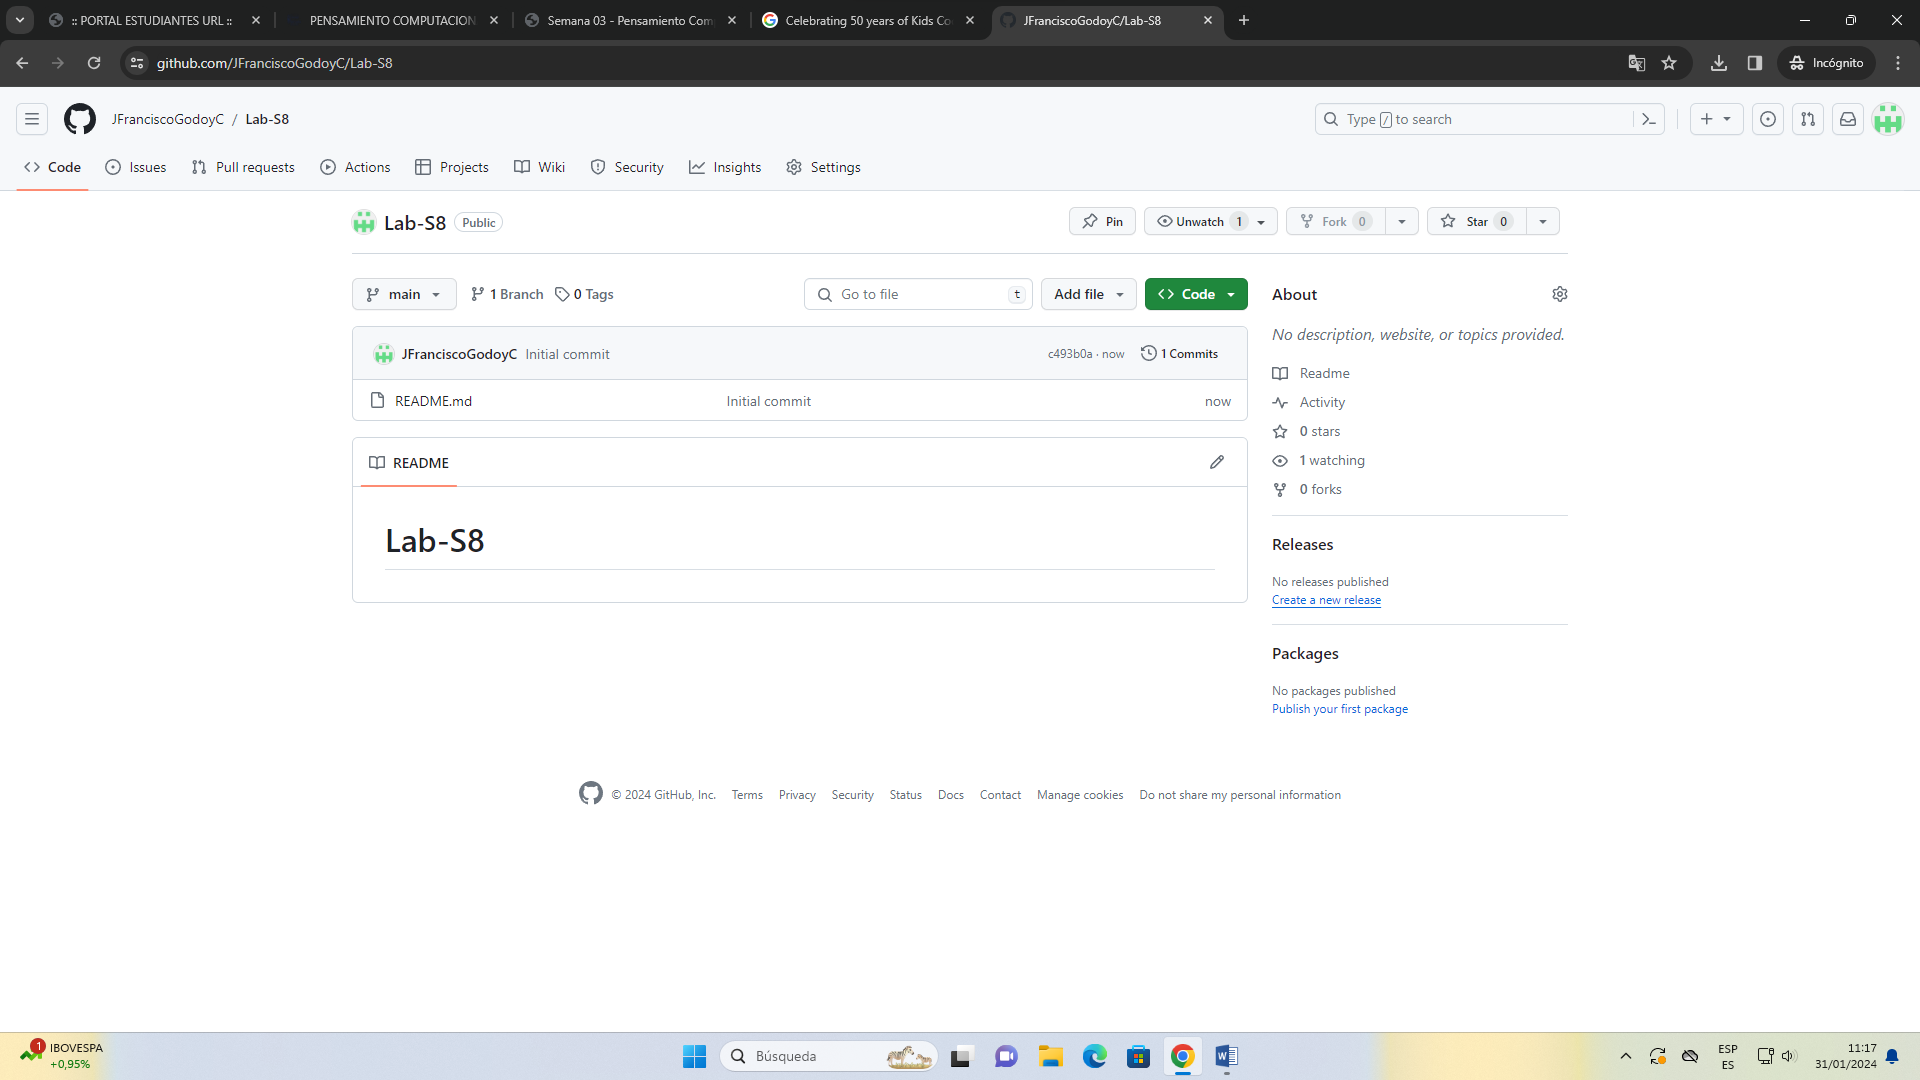 :: PORTAL ESTUDIANTES URL ::
PENSAMIENTO COMPUTACION
Semana 03 - Pensamiento Com
Celebrating 50 years of Kids Co
JFranciscoGodoyC/Lab-S8
github.com/JFranciscoGodoyC/Lab-S8
Incógnito
JFranciscoGodoyC / Lab-S8
Type / to search
Code Issues Pull requests Actions Projects Wiki Security Insights Settings
Lab-S8 Public
Pin Unwatch 1 Fork 0 Star 0
main 1 Branch 0 Tags
Go to file t
Add file
Code
JFranciscoGodoyC Initial commit c493b0a · now 1 Commits
README.md Initial commit now
README
Lab-S8
About
No description, website, or topics provided.
Readme
Activity
0 stars
1 watching
0 forks
Releases
No releases published
Create a new release
Packages
No packages published
Publish your first package
© 2024 GitHub, Inc. Terms Privacy Security Status Docs Contact Manage cookies Do not share my personal information
1 IBOVESPA
+0,95%
Búsqueda
ESP
ES
11:17
31/01/2024